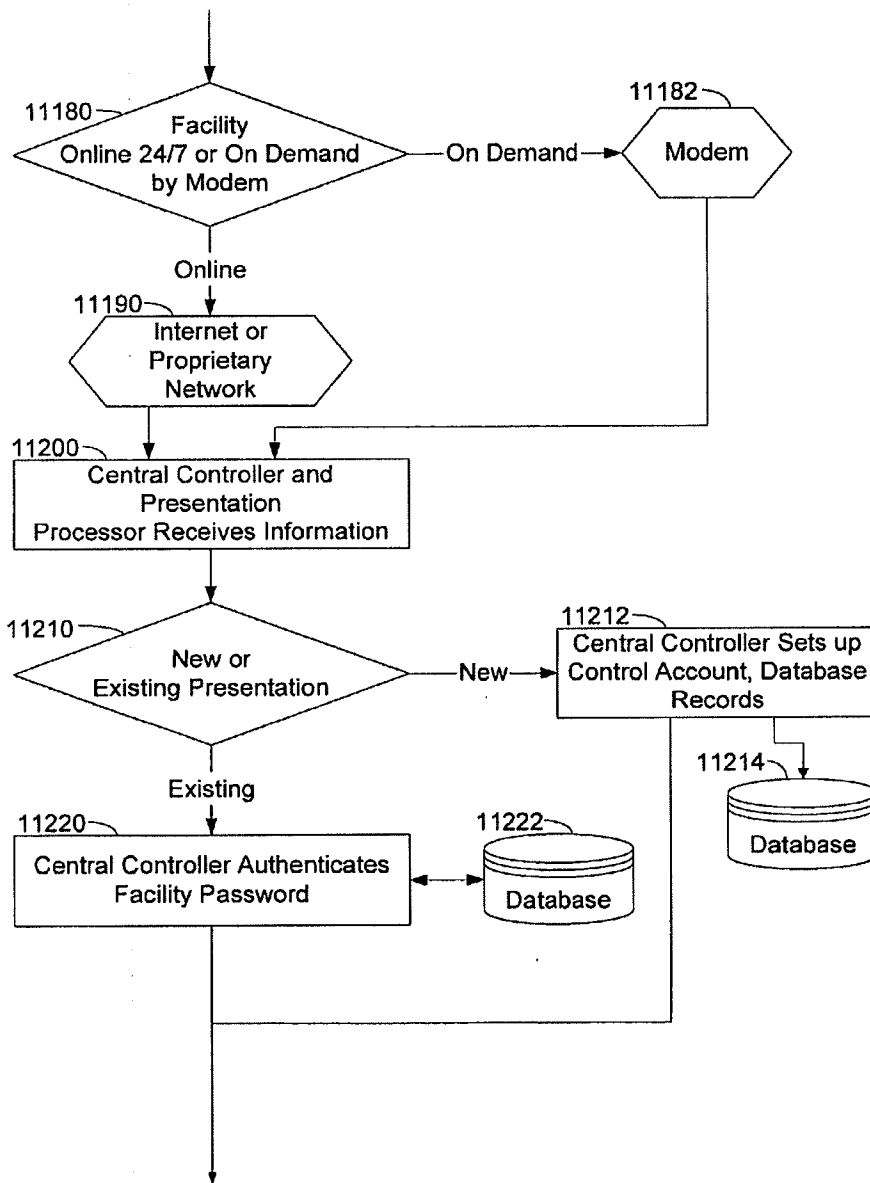 11180
Facility
Online 24/7 or On Demand
by Modem
On Demand
11182
Modem
Online
11190
Internet or
Proprietary
Network
11200
Central Controller and
Presentation
Processor Receives Information
11210
New or
Existing Presentation
New
11212
Central Controller Sets up
Control Account, Database
Records
11214
Database
Existing
11220
Central Controller Authenticates
Facility Password
11222
Database